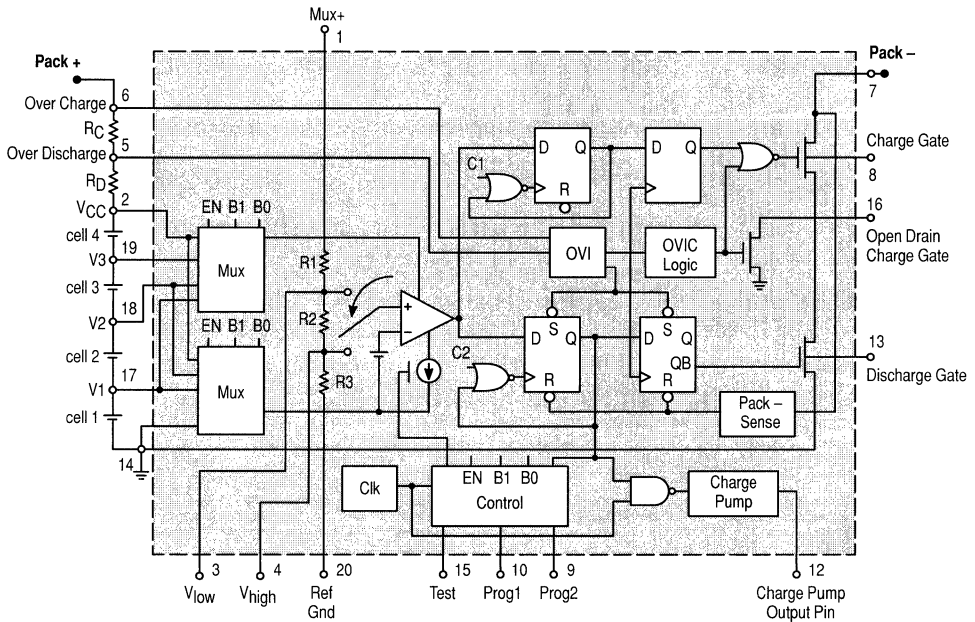 Mux+
1
Pack +
Pack –
7
6
Over Charge
RC
Over Discharge
5
RD
VCC
2
cell 4
V3
19
cell 3
V2
18
cell 2
V1
17
cell 1
14
EN B1 B0
Mux
EN B1 B0
Mux
R1
R2
R3
+
–
C1
D Q
R
D Q
Charge Gate
8
16
Open Drain
Charge Gate
OVI
OVIC
Logic
C2
S
D
R
S
D
QB
R
13
Discharge Gate
Pack –
Sense
Clk
EN B1 B0
Control
Charge
Pump
3
Vlow
4
Vhigh
20
Ref
Gnd
15
Test
10
Prog1
9
Prog2
12
Charge Pump
Output Pin